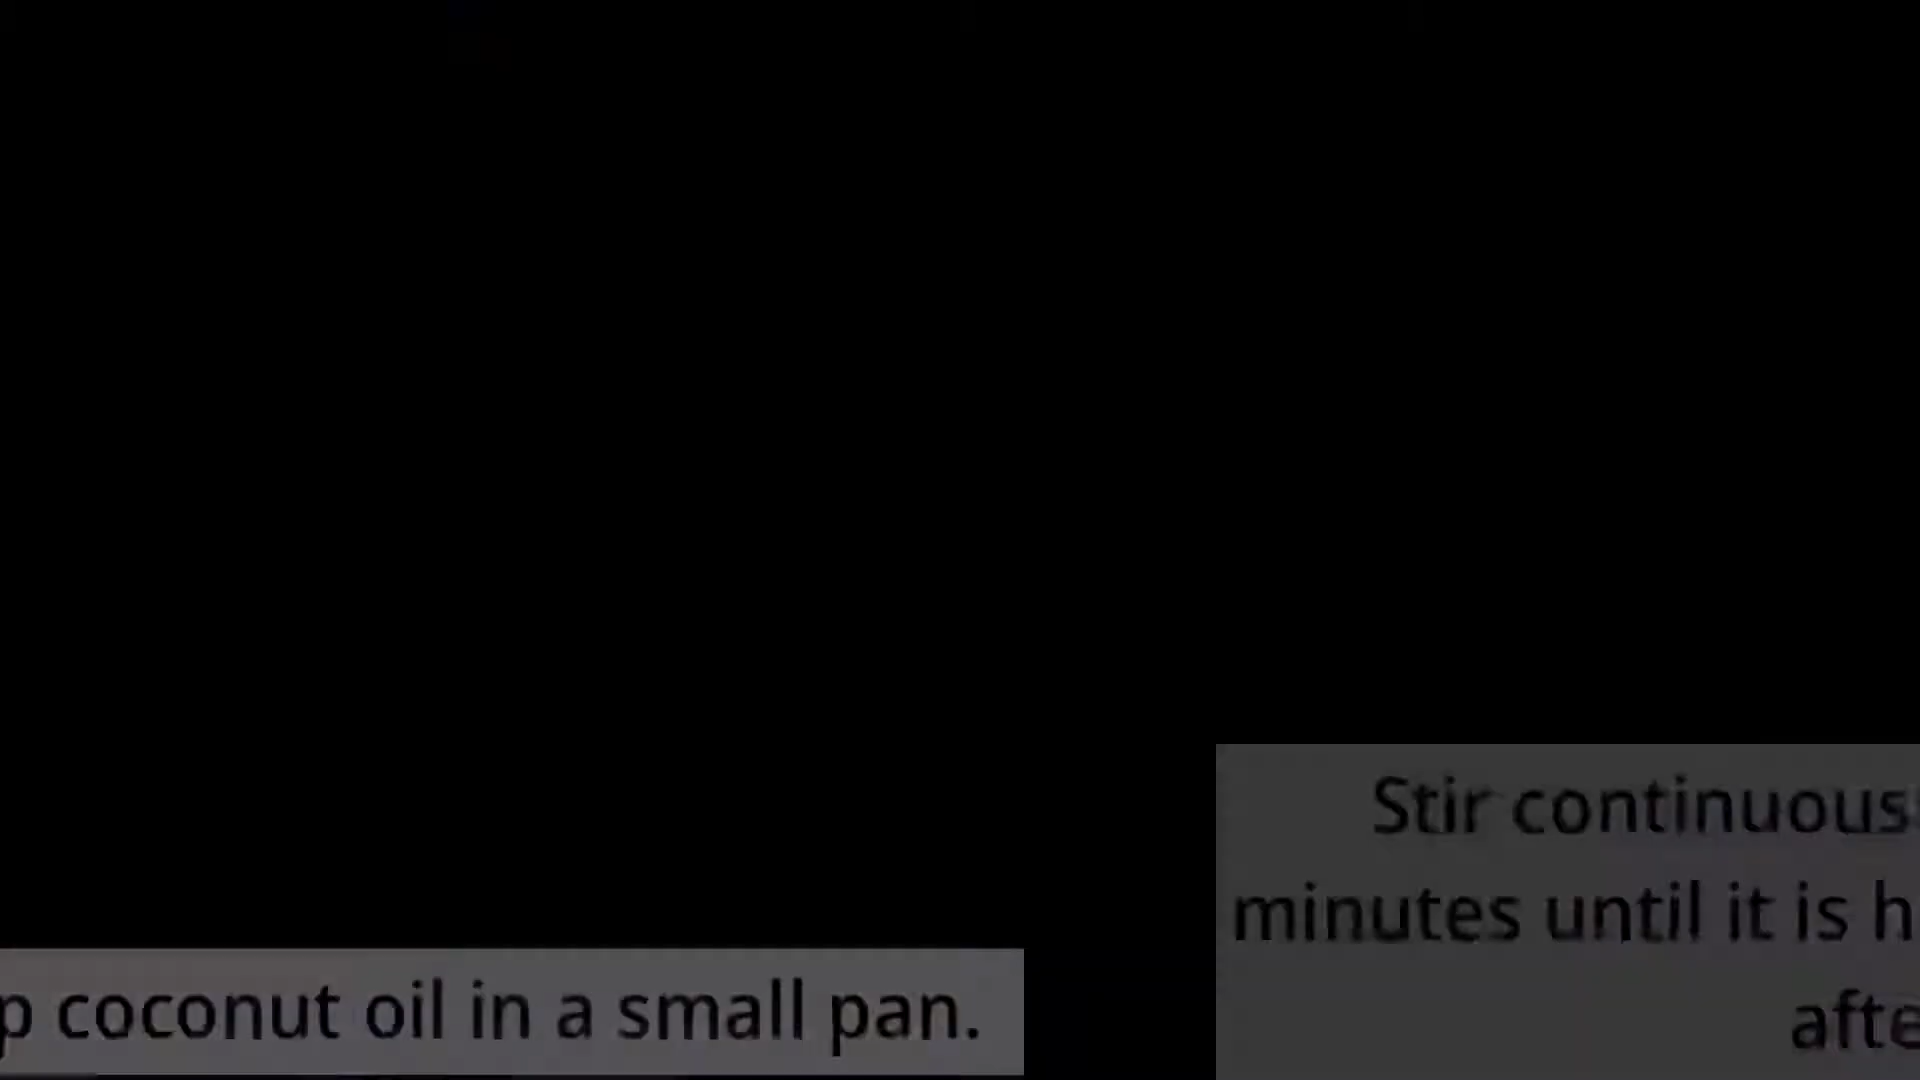 p coconut oil in a small pan.
Stir continuous
minutes until it is h
afte